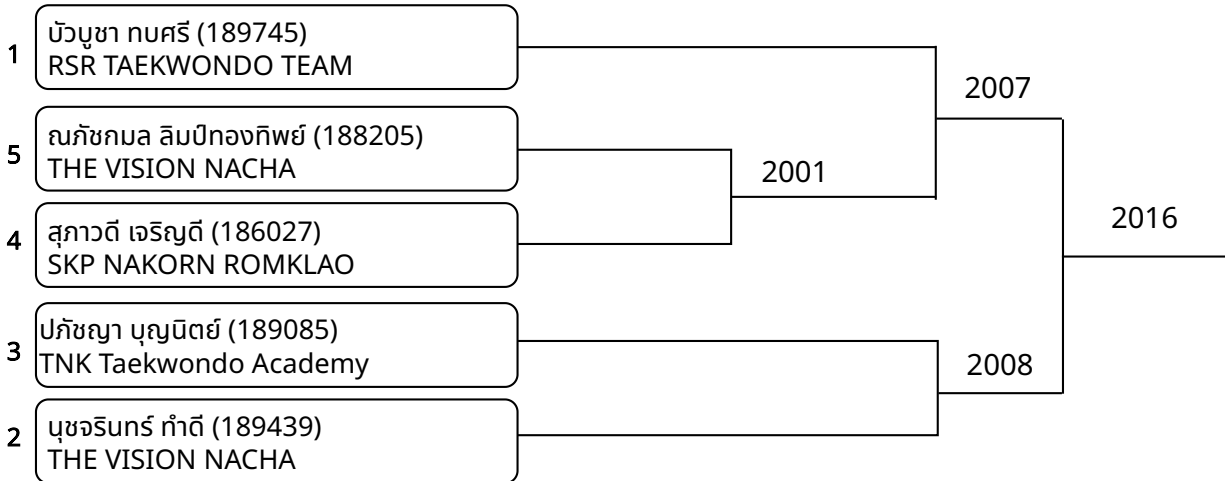 1
บัวบูชา ทบศรี (189745)
RSR TAEKWONDO TEAM
2007
5
ณภัชกมล ลิมป์ทองทิพย์ (188205)
THE VISION NACHA
2001
4
สุภาวดี เจริญดี (186027)
SKP NAKORN ROMKLAO
2016
3
ปภัชญา บุญนิตย์ (189085)
TNK Taekwondo Academy
2008
2
นุชจรินทร์ ทำดี (189439)
THE VISION NACHA